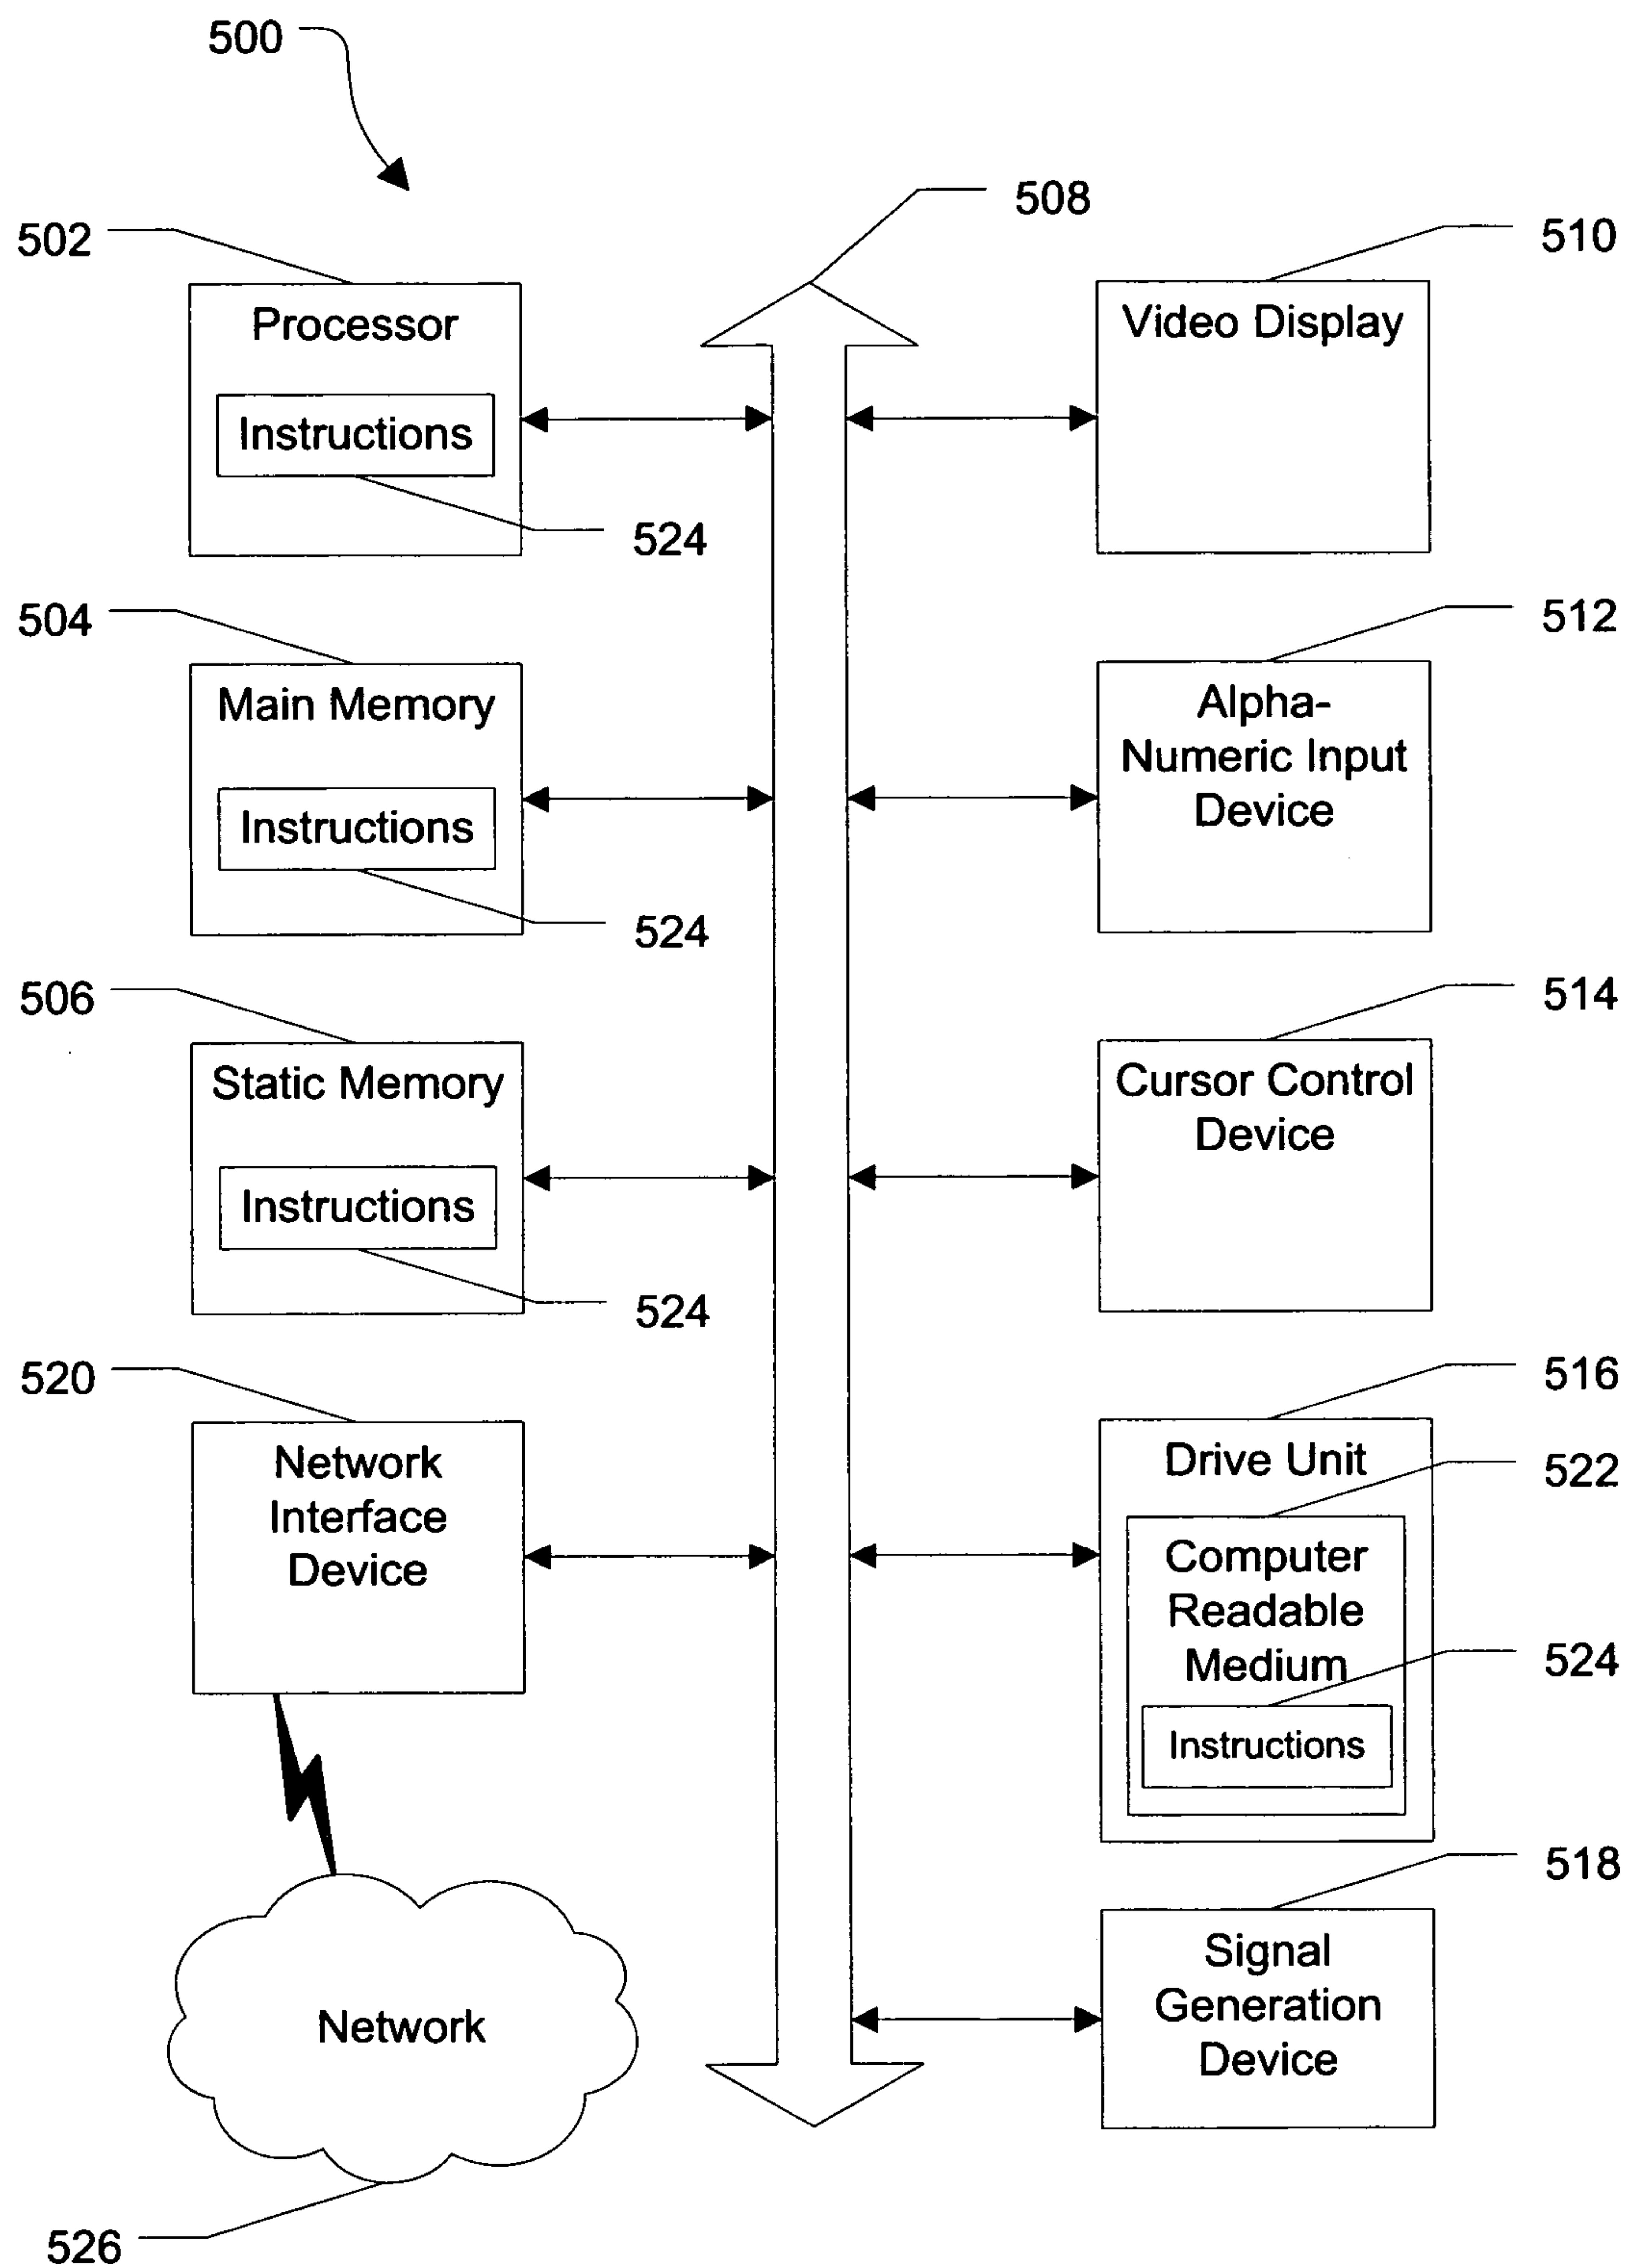 500
508
502
510
Processor
Instructions
524
Video Display
504
512
Main Memory
Instructions
524
Alpha-
Numeric Input
Device
506
514
Static Memory
Instructions
524
Cursor Control
Device
520
516
Network
Interface
Device
Drive Unit
522
Computer
Readable
Medium
524
Instructions
518
Signal
Generation
Device
Network
526